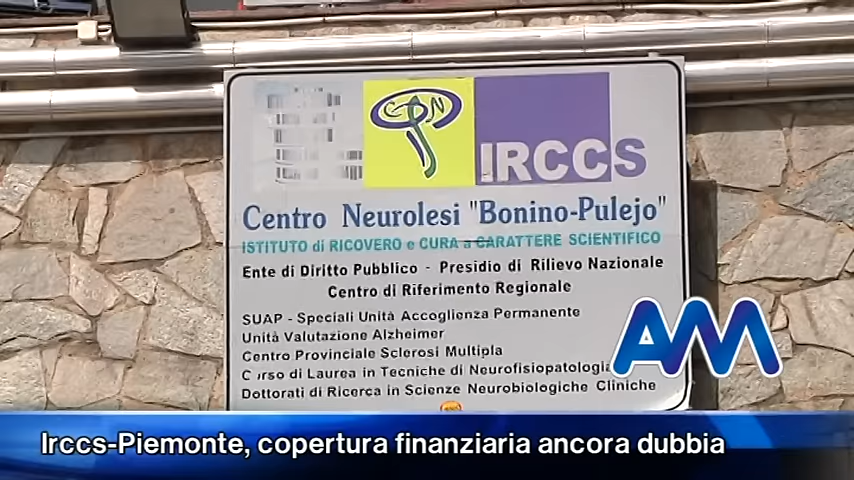 CN
IRCCS
Centro Neurolesi "Bonino-Pulejo"
ISTITUTO di RICOVERO e CURA a CARATTERE SCIENTIFICO
Ente di Diritto Pubblico - Presidio di Rilievo Nazionale
Centro di Riferimento Regionale
SUAP - Speciali Unità Accoglienza Permanente
Unità Valutazione Alzheimer
Centro Provinciale Sclerosi Multipla
Corso di Laurea in Tecniche di Neurofisiopatologia
Dottorati di Ricerca in Scienze Neurobiologiche Cliniche
AM
Irccs-Piemonte, copertura finanziaria ancora dubbia